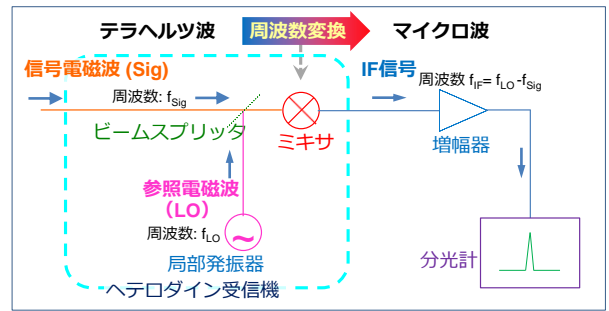 テラヘルツ波
周波数変換
マイクロ波
信号電磁波 (Sig)
IF信号
周波数 fIF= fLO -fSig
周波数: fSig
ビームスプリッタ
ミキサ
増幅器
参照電磁波
（LO）
周波数: fLO
局部発振器
分光計
ヘテロダイン受信機